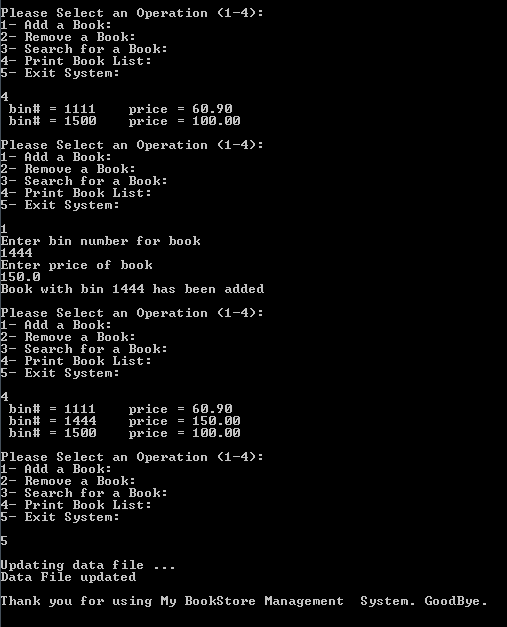 Please Select an Operation (1-4):
1- Add a Book:
2- Remove a Book:
3- Search for a Book:
4- Print Book List:
5- Exit System:
4
bin# = 1111    price = 60.90
bin# = 1500    price = 100.00
Please Select an Operation (1-4):
1- Add a Book:
2- Remove a Book:
3- Search for a Book:
4- Print Book List:
5- Exit System:
1
Enter bin number for book
1444
Enter price of book
150.0
Book with bin 1444 has been added
Please Select an Operation (1-4):
1- Add a Book:
2- Remove a Book:
3- Search for a Book:
4- Print Book List:
5- Exit System:
4
bin# = 1111    price = 60.90
bin# = 1444    price = 150.00
bin# = 1500    price = 100.00
Please Select an Operation (1-4):
1- Add a Book:
2- Remove a Book:
3- Search for a Book:
4- Print Book List:
5- Exit System:
5
Updating data file ...
Data File updated
Thank you for using My BookStore Management  System. GoodBye.